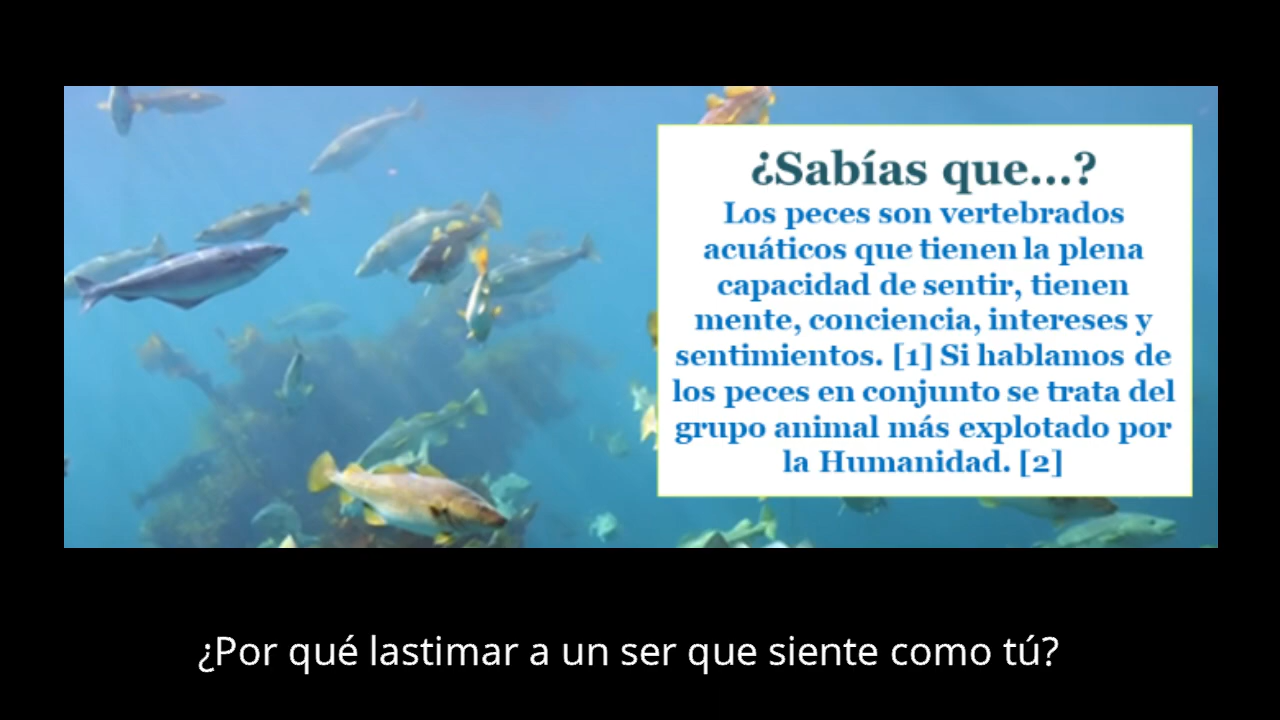 ¿Sabías que...?
Los peces son vertebrados
acuáticos que tienen la plena
capacidad de sentir, tienen
mente, conciencia, intereses y
sentimientos. [1] Si hablamos de
los peces en conjunto se trata del
grupo animal más explotado por
la Humanidad. [2]
¿Por qué lastimar a un ser que siente como tú?